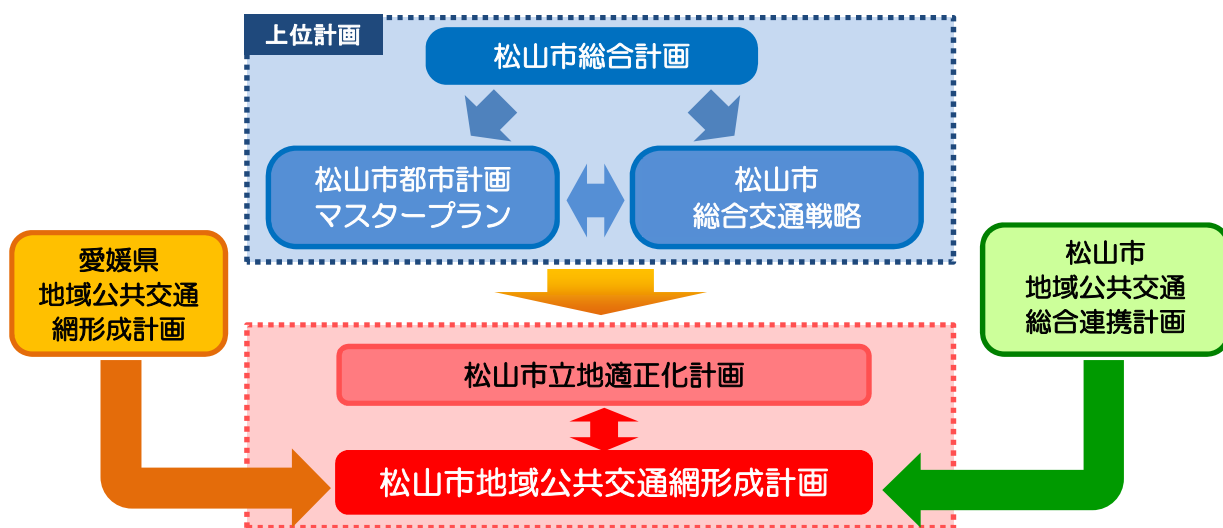 上位計画
松山市総合計画
松山市都市計画
マスタープラン
松山市
総合交通戦略
愛媛県
地域公共交通
網形成計画
松山市
地域公共交通
総合連携計画
松山市立地適正化計画
松山市地域公共交通網形成計画